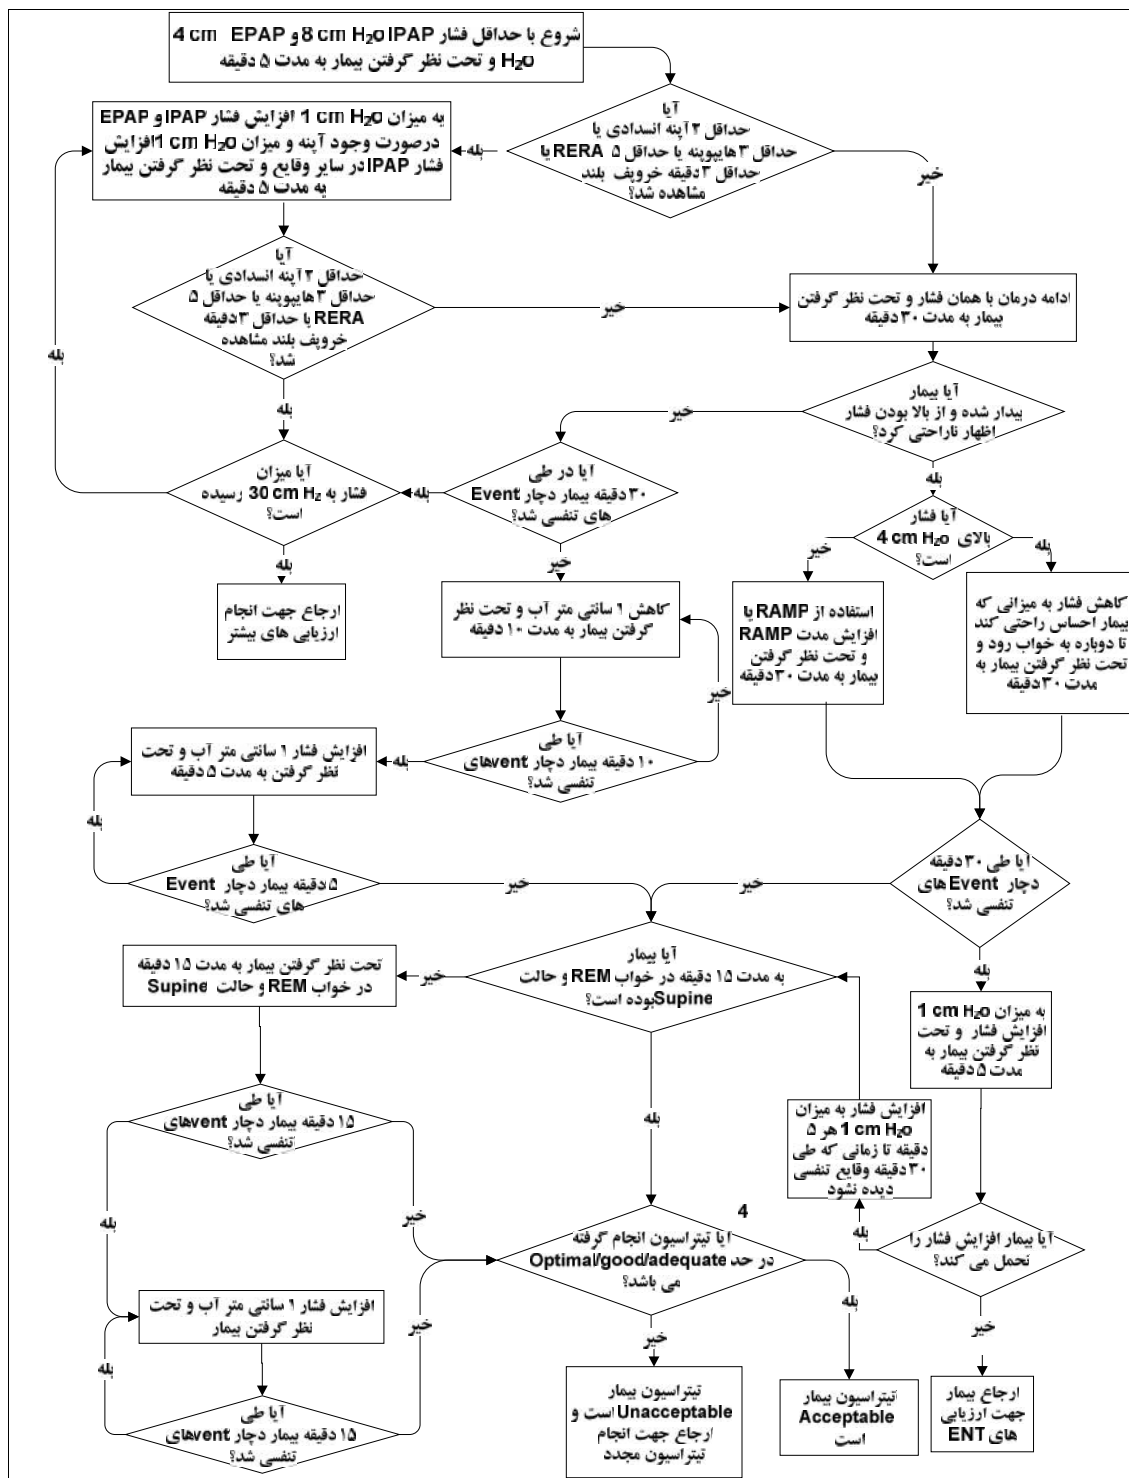 شروع با حداقل فشار 8 cm H₂O IPAP و 4 cm EPAP
H₂O و تحت نظر گرفتن بیمار به مدت ۵ دقیقه
آیا
حداقل ۲ آپنه انسدادی یا
حداقل ۳ هایپوپنه یا حداقل ۵ RERA یا
حداقل ۳ دقیقه خروپف بلند
مشاهده شد؟
بله
خیر
به میزان 1 cm H₂O افزایش فشار IPAP و EPAP
درصورت وجود آپنه و میزان 1 cm H₂O افزایش
فشار IPAP در سایر وقایع و تحت نظر گرفتن بیمار
به مدت ۵ دقیقه
آیا
حداقل ۲ آپنه انسدادی یا
حداقل ۳ هایپوپنه یا حداقل ۵
RERA با حداقل ۳ دقیقه
خروپف بلند مشاهده
شد؟
خیر
بله
بله
ادامه درمان با همان فشار و تحت نظر گرفتن
بیمار به مدت ۳۰ دقیقه
آیا بیمار
بیدار شده و از بالا بودن فشار
اظهار ناراحتی کرد؟
خیر
بله
آیا میزان
فشار به 30 cm H₂ رسیده
است؟
بله
آیا در طی
۳۰ دقیقه بیمار دچار Event
های تنفسی شد؟
بله
خیر
آیا فشار
بالای 4 cm H₂O
است؟
خیر
بله
ارجاع جهت انجام
ارزیابی های بیشتر
کاهش ۱ سانتی متر آب و تحت نظر
گرفتن بیمار به مدت ۱۰ دقیقه
استفاده از RAMP یا
افزایش مدت RAMP
و تحت نظر گرفتن
بیمار به مدت ۳۰ دقیقه
کاهش فشار به میزانی که
بیمار احساس راحتی کند
تا دوباره به خواب رود و
تحت نظر گرفتن بیمار به
مدت ۳۰ دقیقه
خیر
آیا طی
۱۰ دقیقه بیمار دچار ventهای
تنفسی شد؟
بله
افزایش فشار ۱ سانتی متر آب و تحت
نظر گرفتن به مدت ۵ دقیقه
بله
آیا طی
۵ دقیقه بیمار دچار Event
های تنفسی شد؟
خیر
آیا طی ۳۰ دقیقه
دچار Event های
تنفسی شد؟
خیر
بله
آیا بیمار
به مدت ۱۵ دقیقه در خواب REM و حالت
Supine بوده است؟
خیر
بله
تحت نظر گرفتن بیمار به مدت ۱۵ دقیقه
در خواب REM و حالت Supine
به میزان 1 cm H₂O
افزایش فشار و تحت
نظر گرفتن بیمار به
مدت ۵ دقیقه
آیا طی
۱۵ دقیقه بیمار دچار ventهای
تنفسی شد؟
بله
خیر
افزایش فشار به میزان
1 cm H₂O هر ۵
دقیقه تا زمانی که طی
۳۰ دقیقه وقایع تنفسی
دیده نشود
آیا بیمار افزایش فشار را
تحمل می کند؟
بله
خیر
4
آیا تیتراسیون انجام گرفته
در حد Optimal/good/adequate
می باشد؟
خیر
بله
افزایش فشار ۱ سانتی متر آب و تحت
نظر گرفتن بیمار
بله
خیر
آیا طی
۱۵ دقیقه بیمار دچار ventهای
تنفسی شد؟
تیتراسیون بیمار
Unacceptable است و
ارجاع جهت انجام
تیتراسیون مجدد
تیتراسیون بیمار
Acceptable
است
ارجاع بیمار
جهت ارزیابی
های ENT